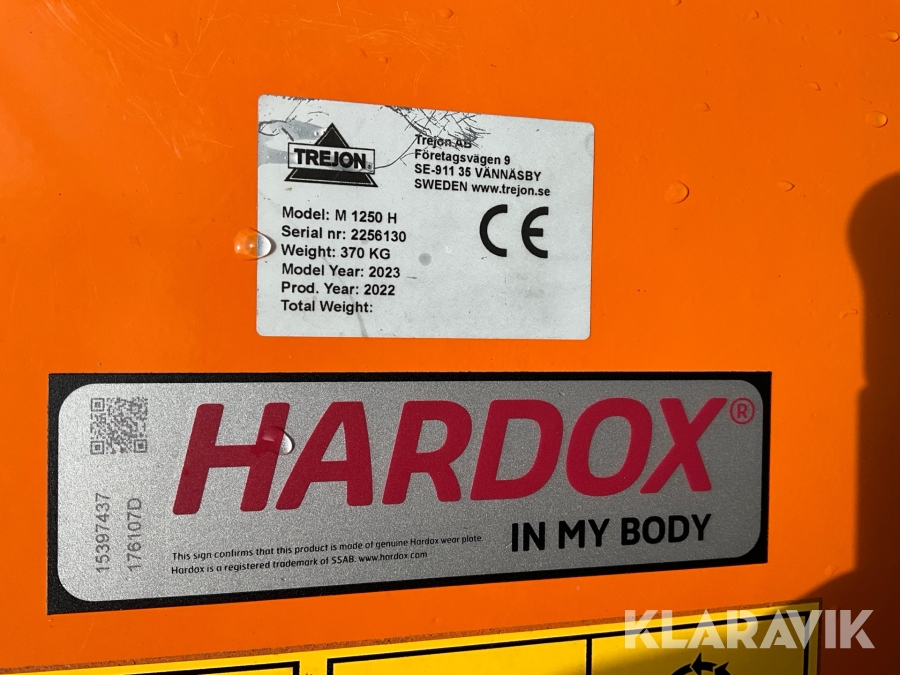 TREJON®
Trejon AB
Företagsvägen 9
SE-911 35 VÄNNÄSBY
SWEDEN www.trejon.se
Model: M 1250 H
Serial nr: 2256130
Weight: 370 KG
Model Year: 2023
Prod. Year: 2022
Total Weight:
CE
HARDOX®
IN MY BODY
15397437
176107D
This sign confirms that this product is made of genuine Hardox wear plate.
Hardox is a registered trademark of SSAB. www.hardox.com
KLARAVIK